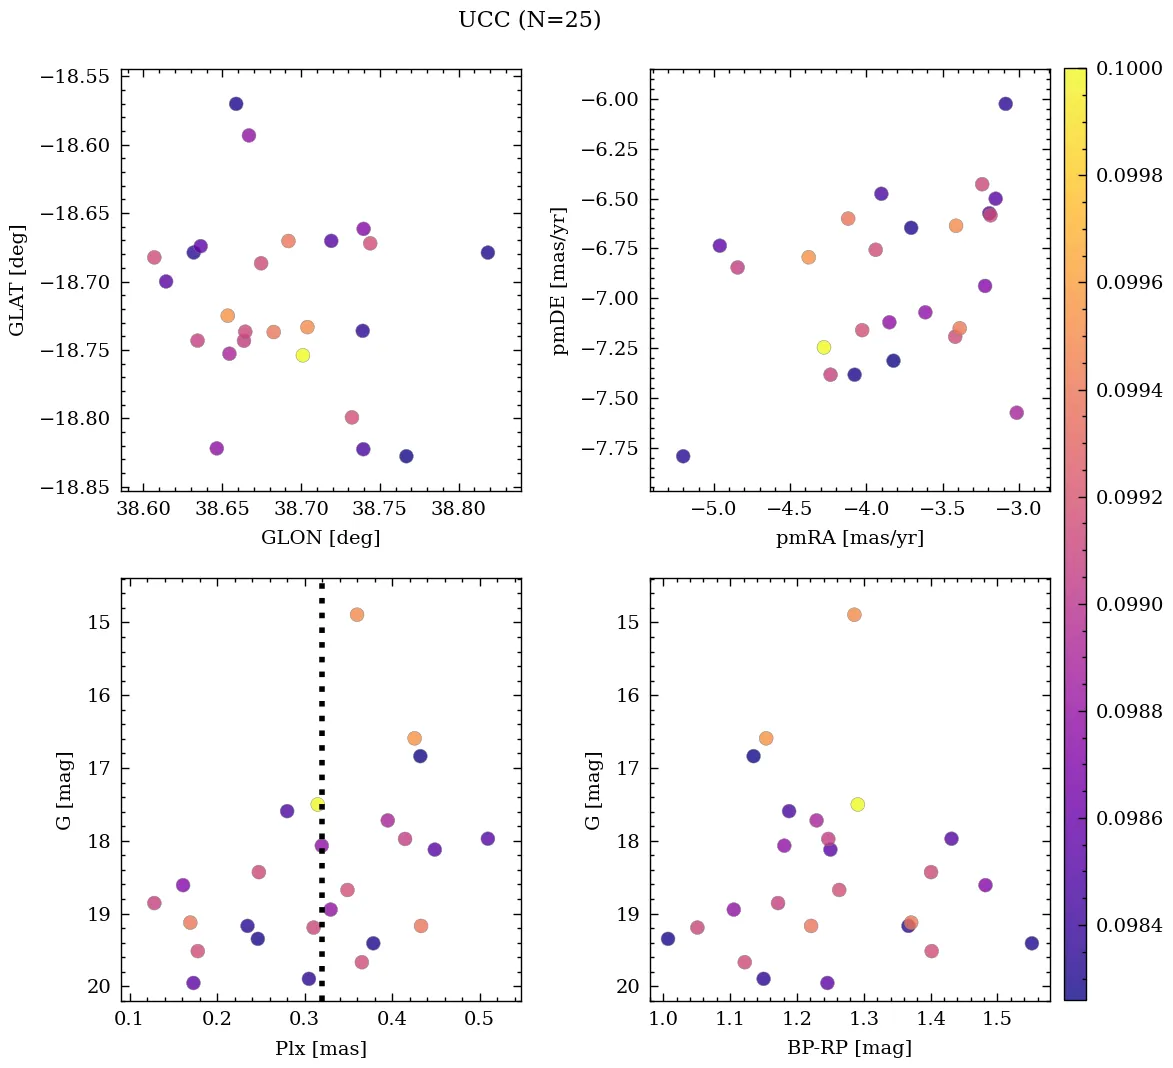 UCC (N=25)
−18.55
−18.60
−18.65
−18.70
−18.75
−18.80
−18.85
GLAT [deg]
38.60 38.65 38.70 38.75 38.80
GLON [deg]
−6.00
−6.25
−6.50
−6.75
−7.00
−7.25
−7.50
−7.75
pmDE [mas/yr]
−5.0 −4.5 −4.0 −3.5 −3.0
pmRA [mas/yr]
15
16
17
18
19
20
G [mag]
0.1 0.2 0.3 0.4 0.5
Plx [mas]
15
16
17
18
19
20
G [mag]
1.0 1.1 1.2 1.3 1.4 1.5
BP-RP [mag]
0.1000
0.0998
0.0996
0.0994
0.0992
0.0990
0.0988
0.0986
0.0984